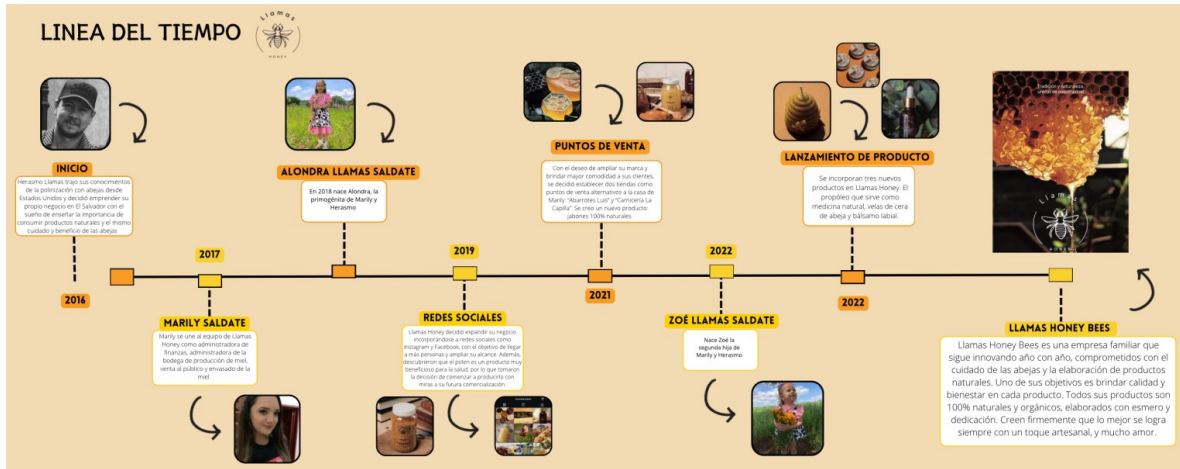 LINEA DEL TIEMPO
Llamas
HONEY
INICIO
Herasmo Llamas trajo sus conocimientos
de la polinización con abejas desde
Estados Unidos y decidió emprender su
propio negocio en El Salvador con el
sueño de enseñar la importancia de
consumir productos naturales y el mismo
cuidado y beneficio de las abejas
2016
2017
MARILY SALDATE
Marily se une al equipo de Llamas
Honey como administradora de
finanzas, administradora de la
bodega de producción de miel,
venta al público y envasado de la
miel
ALONDRA LLAMAS SALDATE
En 2018 nace Alondra, la
primogénita de Marily y
Herasmo
2019
REDES SOCIALES
Llamas Honey decidió expandir su negocio
incorporándose a redes sociales como
Instagram y Facebook, con el objetivo de llegar
a más personas y ampliar su alcance. Además,
descubrieron que el polen es un producto muy
beneficioso para la salud, por lo que tomaron
la decisión de comenzar a producirlo con
miras a su futura comercialización.
PUNTOS DE VENTA
Con el deseo de ampliar su marca y
brindar mayor comodidad a sus clientes,
se decidió establecer dos tiendas como
puntos de venta alternativos a la casa de
Marily: "Abarrotes Luis" y "Carnicería La
Capilla". Se creo un nuevo producto:
jabones 100% naturales
2021
2022
ZOÉ LLAMAS SALDATE
Nace Zoé la
segunda hija de
Marily y Herasmo
LANZAMIENTO DE PRODUCTO
Se incorporan tres nuevos
productos en Llamas Honey. El
propóleo que sirve como
medicina natural, velas de cera
de abeja y bálsamo labial.
2022
Tradición y naturaleza,
Llamas
HONEY
LLAMAS HONEY BEES
Llamas Honey Bees es una empresa familiar que
sigue innovando año con año, comprometidos con el
cuidado de las abejas y la elaboración de productos
naturales. Uno de sus objetivos es brindar calidad y
bienestar en cada producto. Todos sus productos son
100% naturales y orgánicos, elaborados con esmero y
dedicación. Creen firmemente que lo mejor se logra
siempre con un toque artesanal, y mucho amor.